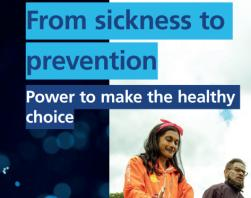 From sickness to
prevention
Power to make the healthy
choice